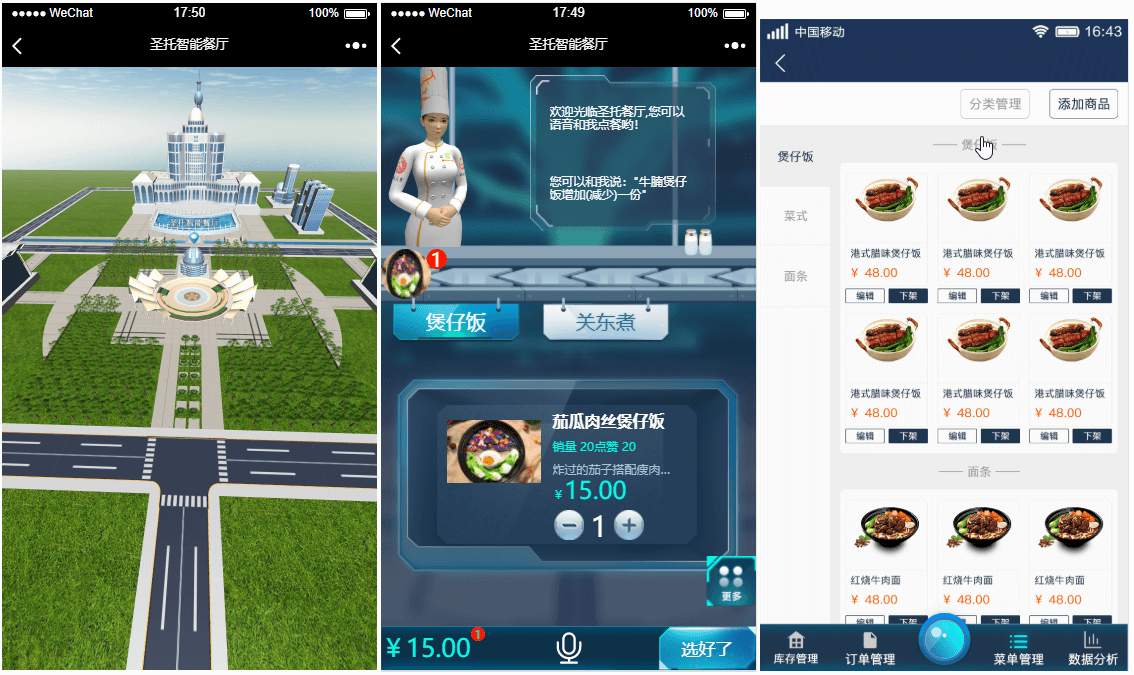 ●●●●● WeChat 17:50 100%
圣托智能餐厅
圣托智能餐厅
●●●●● WeChat 17:49 100%
圣托智能餐厅
欢迎光临圣托餐厅,您可以
语音和我点餐哟!
您可以和我说："牛腩煲仔
饭增加(减少)一份"
1
煲仔饭 关东煮
茄瓜肉丝煲仔饭
销量 20点赞 20
炸过的茄子搭配瘦肉...
¥15.00
1
更多
¥15.00 1
选好了
中国移动 16:43
分类管理 添加商品
煲仔饭
菜式
面条
煲仔饭
港式腊味煲仔饭 港式腊味煲仔饭 港式腊味煲仔饭
¥ 48.00 ¥ 48.00 ¥ 48.00
编辑 下架 编辑 下架 编辑 下架
港式腊味煲仔饭 港式腊味煲仔饭 港式腊味煲仔饭
¥ 48.00 ¥ 48.00 ¥ 48.00
编辑 下架 编辑 下架 编辑 下架
面条
红烧牛肉面 红烧牛肉面 红烧牛肉面
¥ 48.00 ¥ 48.00 ¥ 48.00
编辑 下架 编辑 下架 编辑 下架
库存管理 订单管理 菜单管理 数据分析